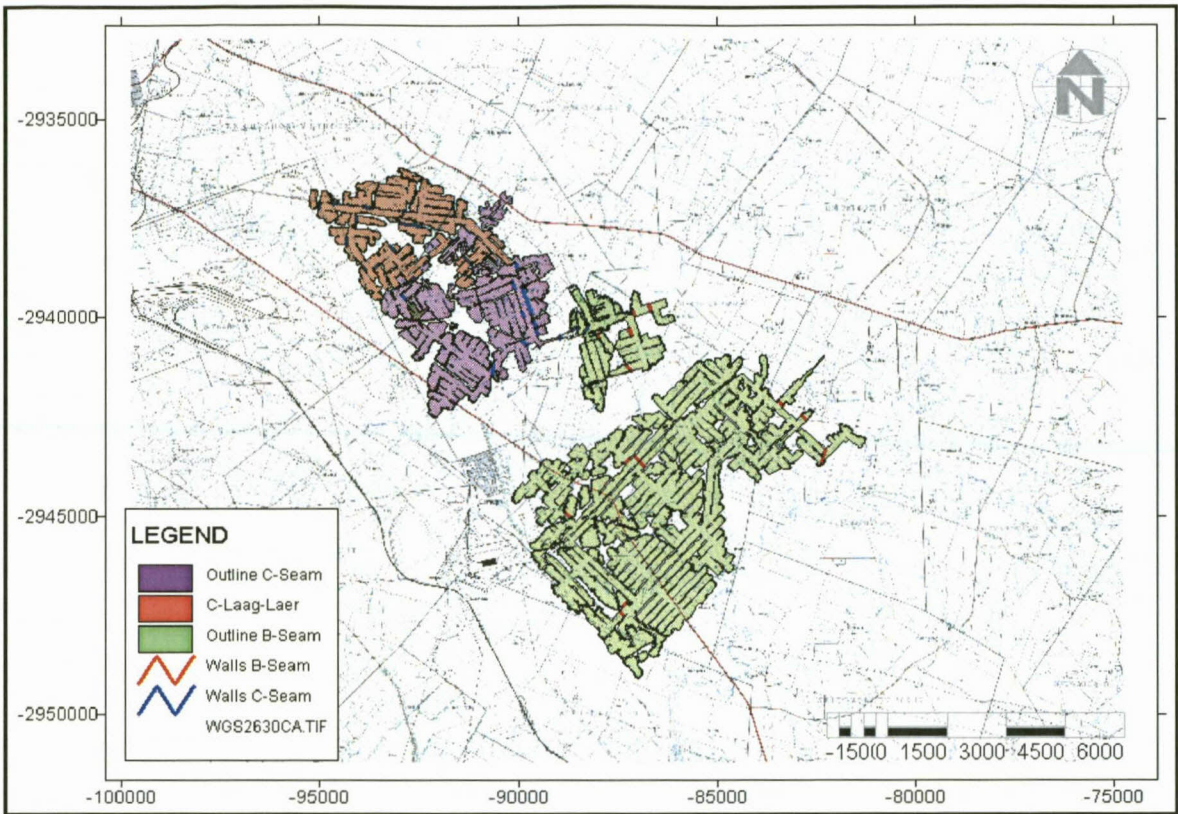 N
-2935000
-2940000
-2945000
-2950000
LEGEND
Outline C-Seam
C-Laag-Laer
Outline B-Seam
Walls B-Seam
Walls C-Seam
WGS2630CA.TIF
-1500 0 1500 3000 4500 6000
-100000 -95000 -90000 -85000 -80000 -75000